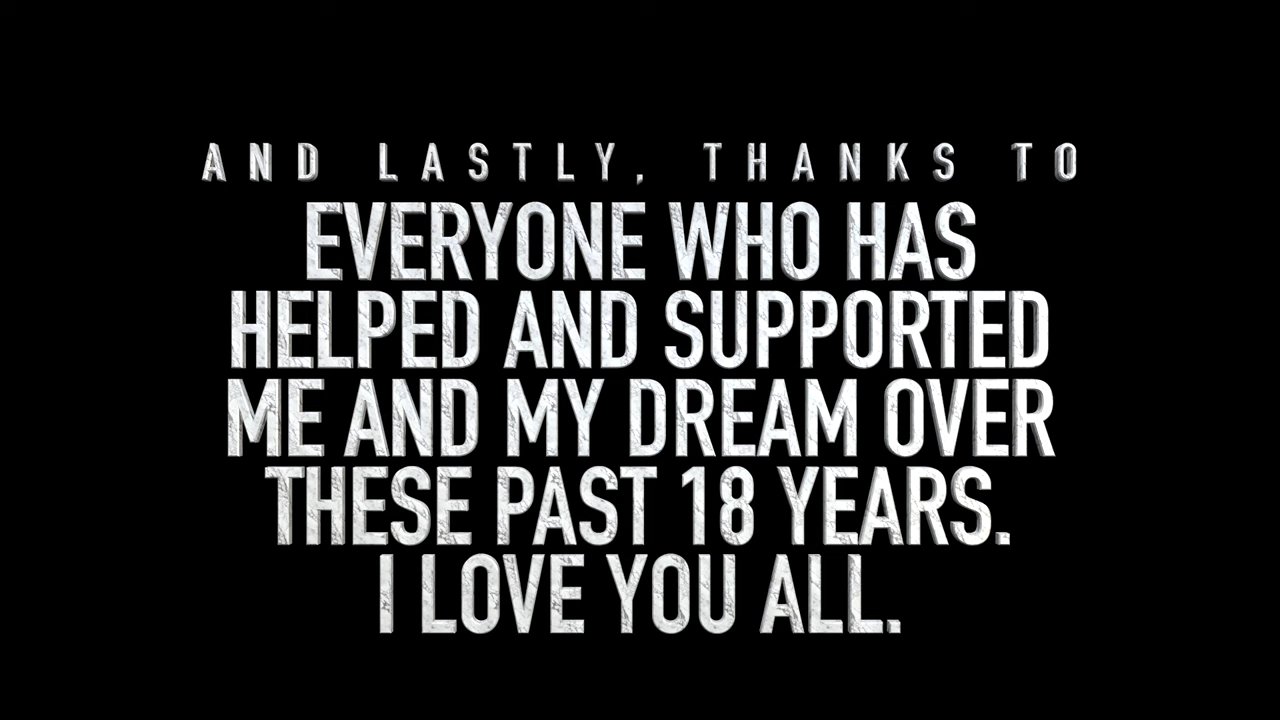 AND LASTLY, THANKS TO
EVERYONE WHO HAS
HELPED AND SUPPORTED
ME AND MY DREAM OVER
THESE PAST 18 YEARS.
I LOVE YOU ALL.